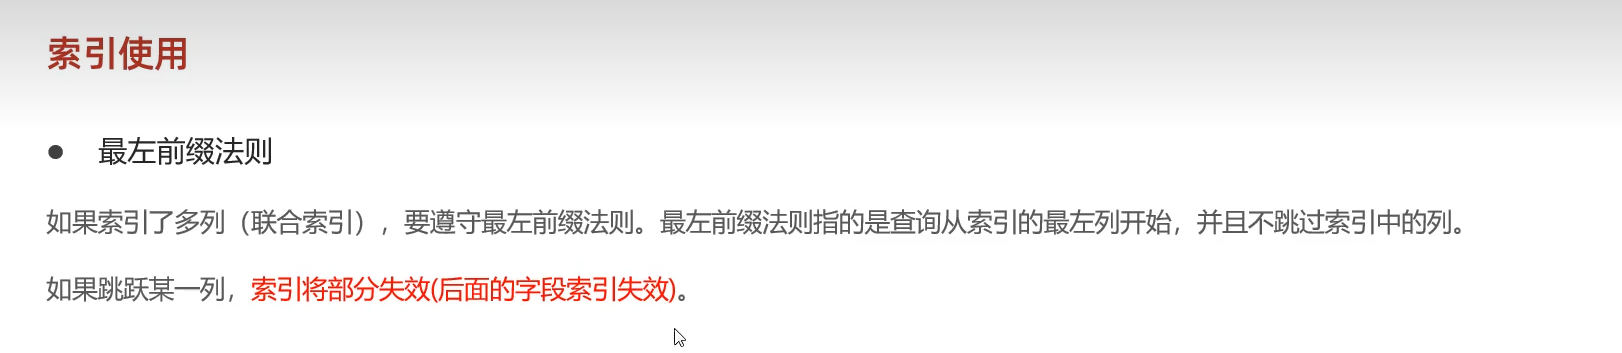 索引使用
● 最左前缀法则
如果索引了多列（联合索引），要遵守最左前缀法则。最左前缀法则指的是查询从索引的最左列开始，并且不跳过索引中的列。
如果跳跃某一列，索引将部分失效(后面的字段索引失效)。